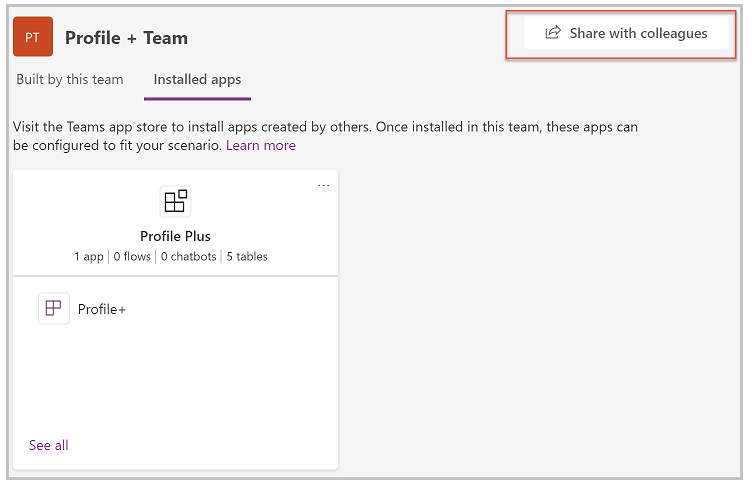 PT
Profile + Team
Share with colleagues
Built by this team
Installed apps
Visit the Teams app store to install apps created by others. Once installed in this team, these apps can
be configured to fit your scenario. Learn more
...
Profile Plus
1 app | 0 flows | 0 chatbots | 5 tables
Profile+
See all